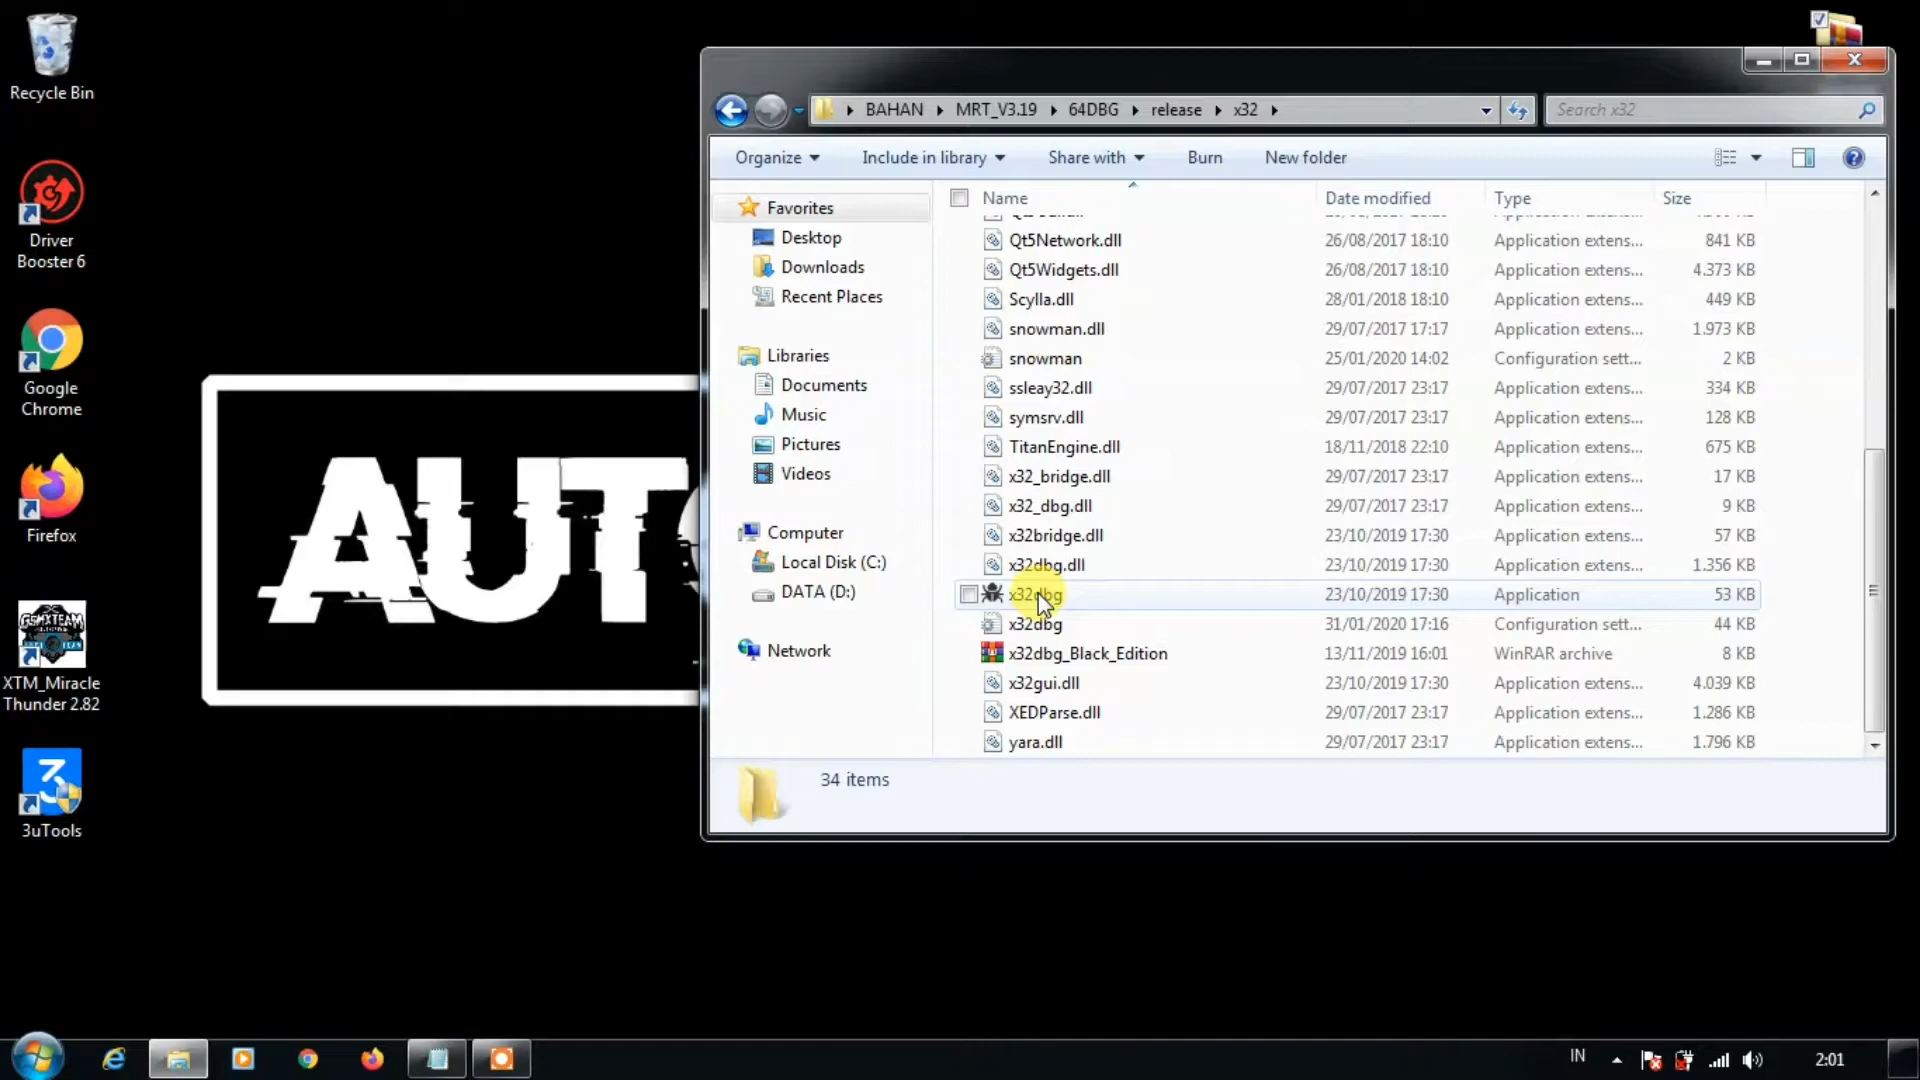 Recycle Bin
Driver
Booster 6
Google
Chrome
Firefox
GSMXTEAM
XTM_Miracle
Thunder 2.82
3uTools
AUTO
BAHAN
MRT_V3.19
64DBG
release
x32
Search x32
Organize
Include in library
Share with
Burn
New folder
Favorites
Desktop
Downloads
Recent Places
Libraries
Documents
Music
Pictures
Videos
Computer
Local Disk (C:)
DATA (D:)
Network
Name Date modified Type Size
Qt5Network.dll 26/08/2017 18:10 Application extens... 841 KB
Qt5Widgets.dll 26/08/2017 18:10 Application extens... 4.373 KB
Scylla.dll 28/01/2018 18:10 Application extens... 449 KB
snowman.dll 29/07/2017 17:17 Application extens... 1.973 KB
snowman 25/01/2020 14:02 Configuration sett... 2 KB
ssleay32.dll 29/07/2017 23:17 Application extens... 334 KB
symsrv.dll 29/07/2017 23:17 Application extens... 128 KB
TitanEngine.dll 18/11/2018 22:10 Application extens... 675 KB
x32_bridge.dll 29/07/2017 23:17 Application extens... 17 KB
x32_dbg.dll 29/07/2017 23:17 Application extens... 9 KB
x32bridge.dll 23/10/2019 17:30 Application extens... 57 KB
x32dbg.dll 23/10/2019 17:30 Application extens... 1.356 KB
x32dbg 23/10/2019 17:30 Application 53 KB
x32dbg 31/01/2020 17:16 Configuration sett... 44 KB
x32dbg_Black_Edition 13/11/2019 16:01 WinRAR archive 8 KB
x32gui.dll 23/10/2019 17:30 Application extens... 4.039 KB
XEDParse.dll 29/07/2017 23:17 Application extens... 1.286 KB
yara.dll 29/07/2017 23:17 Application extens... 1.796 KB
34 items
IN
2:01